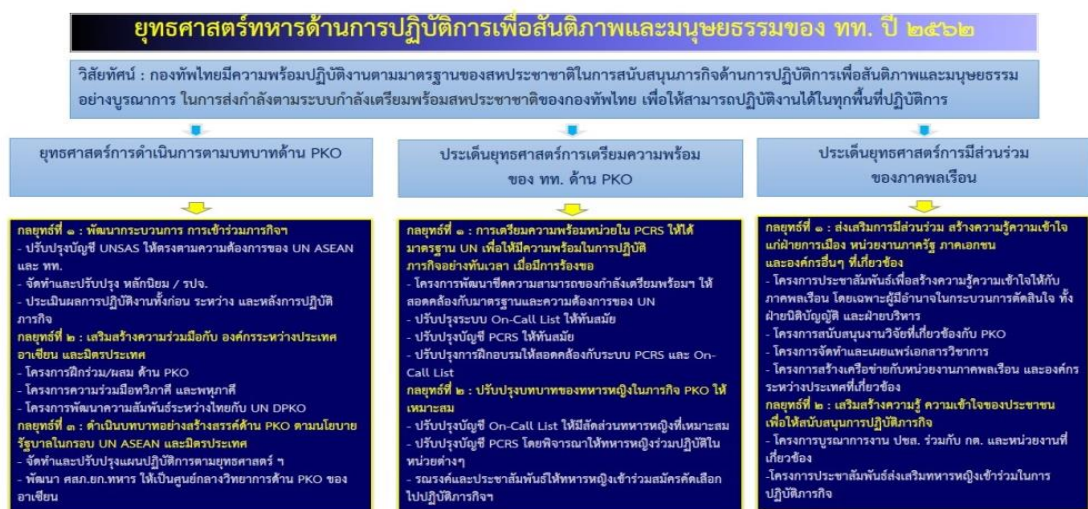 ยุทธศาสตร์ทหารด้านการปฏิบัติการเพื่อสันติภาพและมนุษยธรรมของ ทท. ปี ๒๕๖๒
วิสัยทัศน์ : กองทัพไทยมีความพร้อมปฏิบัติงานตามมาตรฐานของสหประชาชาติในการสนับสนุนภารกิจด้านการปฏิบัติการเพื่อสันติภาพและมนุษยธรรม
อย่างบูรณาการ ในการส่งกำลังตามระบบกำลังเตรียมพร้อมสหประชาชาติของกองทัพไทย เพื่อให้สามารถปฏิบัติงานได้ในทุกพื้นที่ปฏิบัติการ
ยุทธศาสตร์การดำเนินการตามบทบาทด้าน PKO
กลยุทธ์ที่ ๑ : พัฒนากระบวนการ การเข้าร่วมภารกิจฯ
- ปรับปรุงบัญชี UNSAS ให้ตรงตามความต้องการของ UN ASEAN
และ ทท.
- จัดทำและปรับปรุง หลักนิยม / รปจ.
- ประเมินผลการปฏิบัติงานทั้งก่อน ระหว่าง และหลังการปฏิบัติ
ภารกิจ
กลยุทธ์ที่ ๒ : เสริมสร้างความร่วมมือกับ องค์กรระหว่างประเทศ
อาเซียน และมิตรประเทศ
- โครงการฝึกร่วม/ผสม ด้าน PKO
- โครงการความร่วมมือทวิภาคี และพหุภาคี
- โครงการพัฒนาความสัมพันธ์ระหว่างไทยกับ UN DPKO
กลยุทธ์ที่ ๓ : ดำเนินบทบาทอย่างสร้างสรรค์ด้าน PKO ตามนโยบาย
รัฐบาลในกรอบ UN ASEAN และมิตรประเทศ
- จัดทำและปรับปรุงแผนปฏิบัติการตามยุทธศาสตร์ ฯ
- พัฒนา ศสภ.ยก.ทหาร ให้เป็นศูนย์กลางวิทยาการด้าน PKO ของ
อาเซียน
ประเด็นยุทธศาสตร์การเตรียมความพร้อม
ของ ทท. ด้าน PKO
กลยุทธ์ที่ ๑ : การเตรียมความพร้อมหน่วยใน PCRS ให้ได้
มาตรฐาน UN เพื่อให้มีความพร้อมในการปฏิบัติ
ภารกิจอย่างทันเวลา เมื่อมีการร้องขอ
- โครงการพัฒนาขีดความสามารถของกำลังเตรียมพร้อมฯ ให้
สอดคล้องกับมาตรฐานและความต้องการของ UN
- ปรับปรุงระบบ On-Call List ให้ทันสมัย
- ปรับปรุงบัญชี PCRS ให้ทันสมัย
- ปรับปรุงการฝึกอบรมให้สอดคล้องกับระบบ PCRS และ On-
Call List
กลยุทธ์ที่ ๒ : ปรับปรุงบทบาทของทหารหญิงในภารกิจ PKO ให้
เหมาะสม
- ปรับปรุงบัญชี On-Call List ให้มีสัดส่วนทหารหญิงที่เหมาะสม
- ปรับปรุงบัญชี PCRS โดยพิจารณาให้ทหารหญิงร่วมปฏิบัติใน
หน่วยต่างๆ
- รณรงค์และประชาสัมพันธ์ให้ทหารหญิงเข้าร่วมสมัครคัดเลือก
ไปปฏิบัติภารกิจฯ
ประเด็นยุทธศาสตร์การมีส่วนร่วม
ของภาคพลเรือน
กลยุทธ์ที่ ๑ : ส่งเสริมการมีส่วนร่วม สร้างความรู้ความเข้าใจ
แก่ฝ่ายการเมือง หน่วยงานภาครัฐ ภาคเอกชน
และองค์กรอื่นๆ ที่เกี่ยวข้อง
- โครงการประชาสัมพันธ์เพื่อสร้างความรู้ความเข้าใจให้กับ
ภาคพลเรือน โดยเฉพาะผู้มีอำนาจในกระบวนการตัดสินใจ ทั้ง
ฝ่ายนิติบัญญัติ และฝ่ายบริหาร
- โครงการสนับสนุนงานวิจัยที่เกี่ยวข้องกับ PKO
- โครงการจัดทำและเผยแพร่เอกสารวิชาการ
- โครงการสร้างเครือข่ายกับหน่วยงานภาคพลเรือน และองค์กร
ระหว่างประเทศที่เกี่ยวข้อง
กลยุทธ์ที่ ๒ : เสริมสร้างความรู้ ความเข้าใจของประชาชน
เพื่อให้สนับสนุนการปฏิบัติภารกิจ
- โครงการบูรณาการงาน ปชส. ร่วมกับ กต. และหน่วยงานที่
เกี่ยวข้อง
-โครงการประชาสัมพันธ์ส่งเสริมทหารหญิงเข้าร่วมในการ
ปฏิบัติภารกิจ